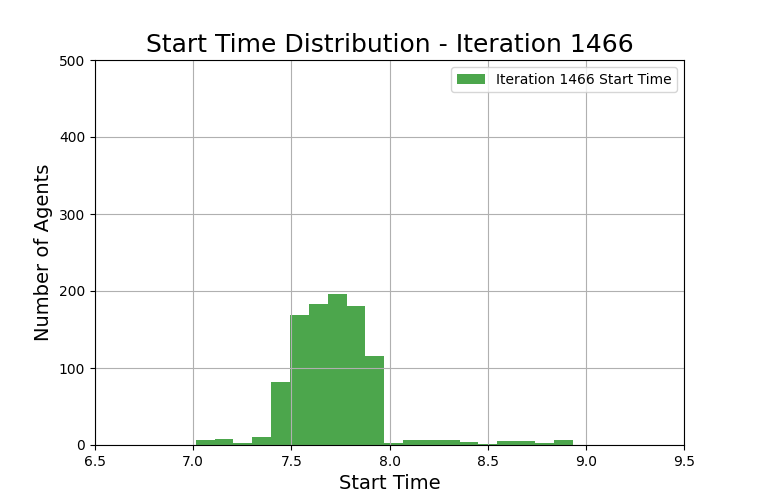 Start Time Distribution - Iteration 1466
Iteration 1466 Start Time
Number of Agents
500
400
300
200
100
0
6.5 7.0 7.5 8.0 8.5 9.0 9.5
Start Time